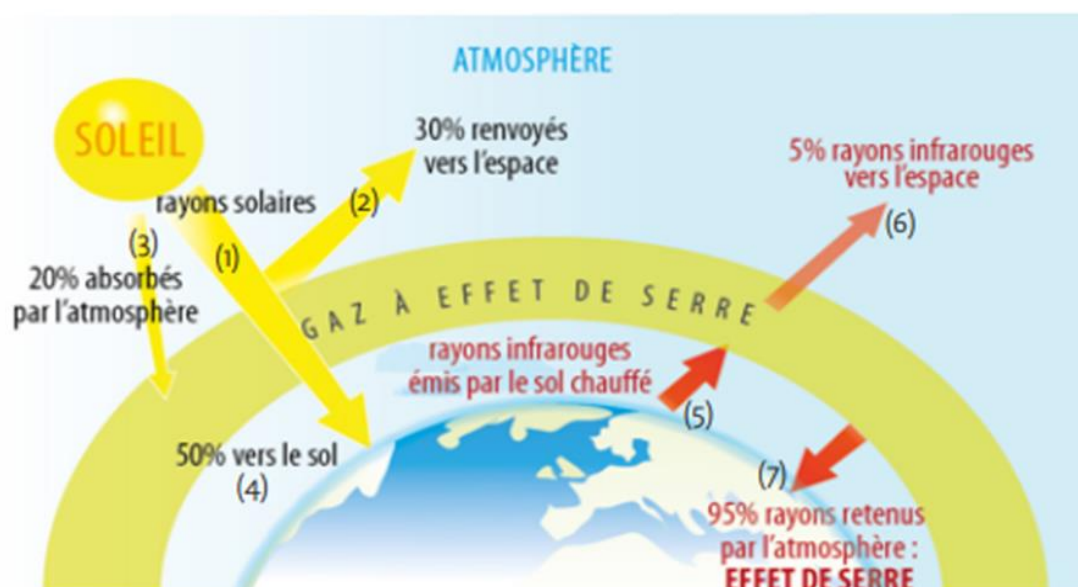 ATMOSPHÈRE
SOLEIL
30% renvoyés
vers l'espace
5% rayons infrarouges
vers l'espace
rayons solaires
(2)
(6)
(3)
(1)
20% absorbés
par l'atmosphère
GAZ À EFFET DE SERRE
rayons infrarouges
émis par le sol chauffé
(5)
50% vers le sol
(4)
(7)
95% rayons retenus
par l'atmosphère :
EFFET DE SERRE